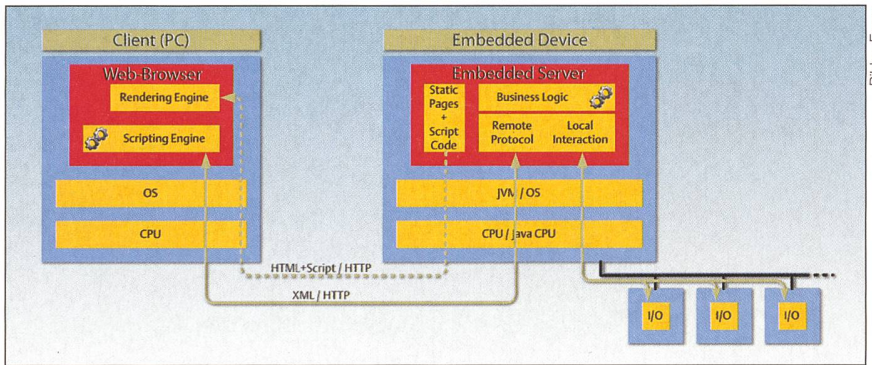 Client (PC)
Web-Browser
Rendering Engine
Scripting Engine
OS
CPU
Embedded Device
Embedded Server
Static
Pages
+
Script
Code
Business Logic
Remote
Protocol
Local
Interaction
JVM / OS
CPU / Java CPU
HTML+Script / HTTP
XML / HTTP
I/O
I/O
I/O